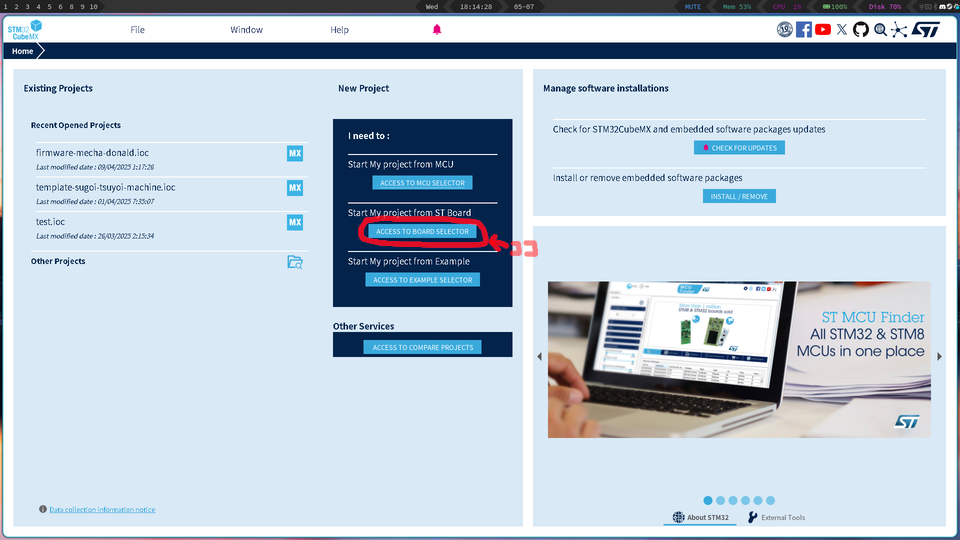 1 2 3 4 5 6 7 8 9 10
Wed 18:14:28 05-07
MUTE Mem 53% CPU 1% 100% Disk 70%
STM32
CubeMX
File Window Help
Home
Existing Projects
Recent Opened Projects
firmware-mecha-donald.ioc
Last modified date : 09/04/2025 1:17:28
MX
template-sugoi-tsuyoi-machine.ioc
Last modified date : 01/04/2025 7:35:07
MX
test.ioc
Last modified date : 26/03/2025 2:15:34
MX
Other Projects
Data collection information notice
New Project
I need to :
Start My project from MCU
ACCESS TO MCU SELECTOR
Start My project from ST Board
ACCESS TO BOARD SELECTOR
ココ
Start My project from Example
ACCESS TO EXAMPLE SELECTOR
Other Services
ACCESS TO COMPARE PROJECTS
Manage software installations
Check for STM32CubeMX and embedded software packages updates
CHECK FOR UPDATES
Install or remove embedded software packages
INSTALL / REMOVE
ST MCU Finder
All STM32 & STM8
MCUs in one place
ST
About STM32 External Tools